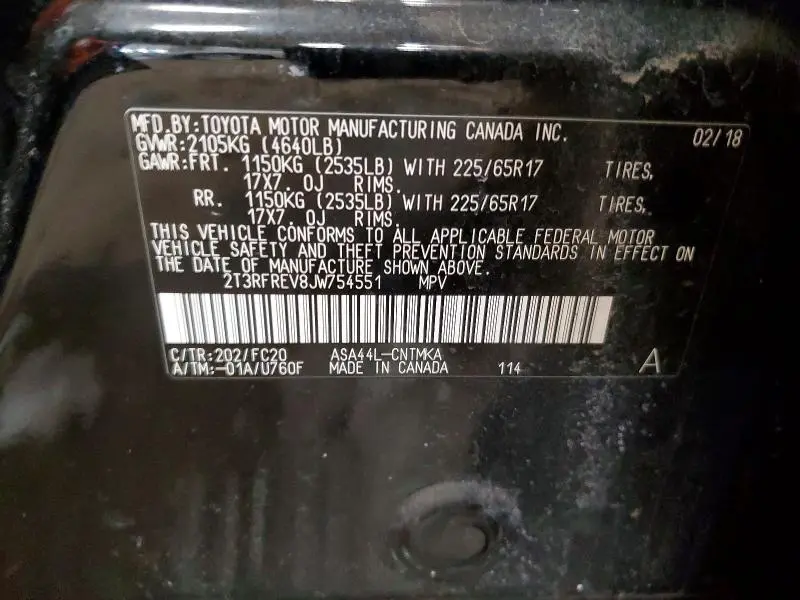 MFD.BY:TOYOTA MOTOR MANUFACTURING CANADA INC. 02/18
GVWR:2105KG (4640LB)
GAWR:FRT. 1150KG (2535LB) WITH 225/65R17 TIRES,
17X7.0J RIMS.
RR. 1150KG (2535LB) WITH 225/65R17 TIRES,
17X7.0J RIMS.
THIS VEHICLE CONFORMS TO ALL APPLICABLE FEDERAL MOTOR
VEHICLE SAFETY AND THEFT PREVENTION STANDARDS IN EFFECT ON
THE DATE OF MANUFACTURE SHOWN ABOVE.
2T3RFREV8JW754551 MPV
C/TR:202/FC20 ASA44L-CNTMKA
A/TM:-01A/U760F MADE IN CANADA 114 A